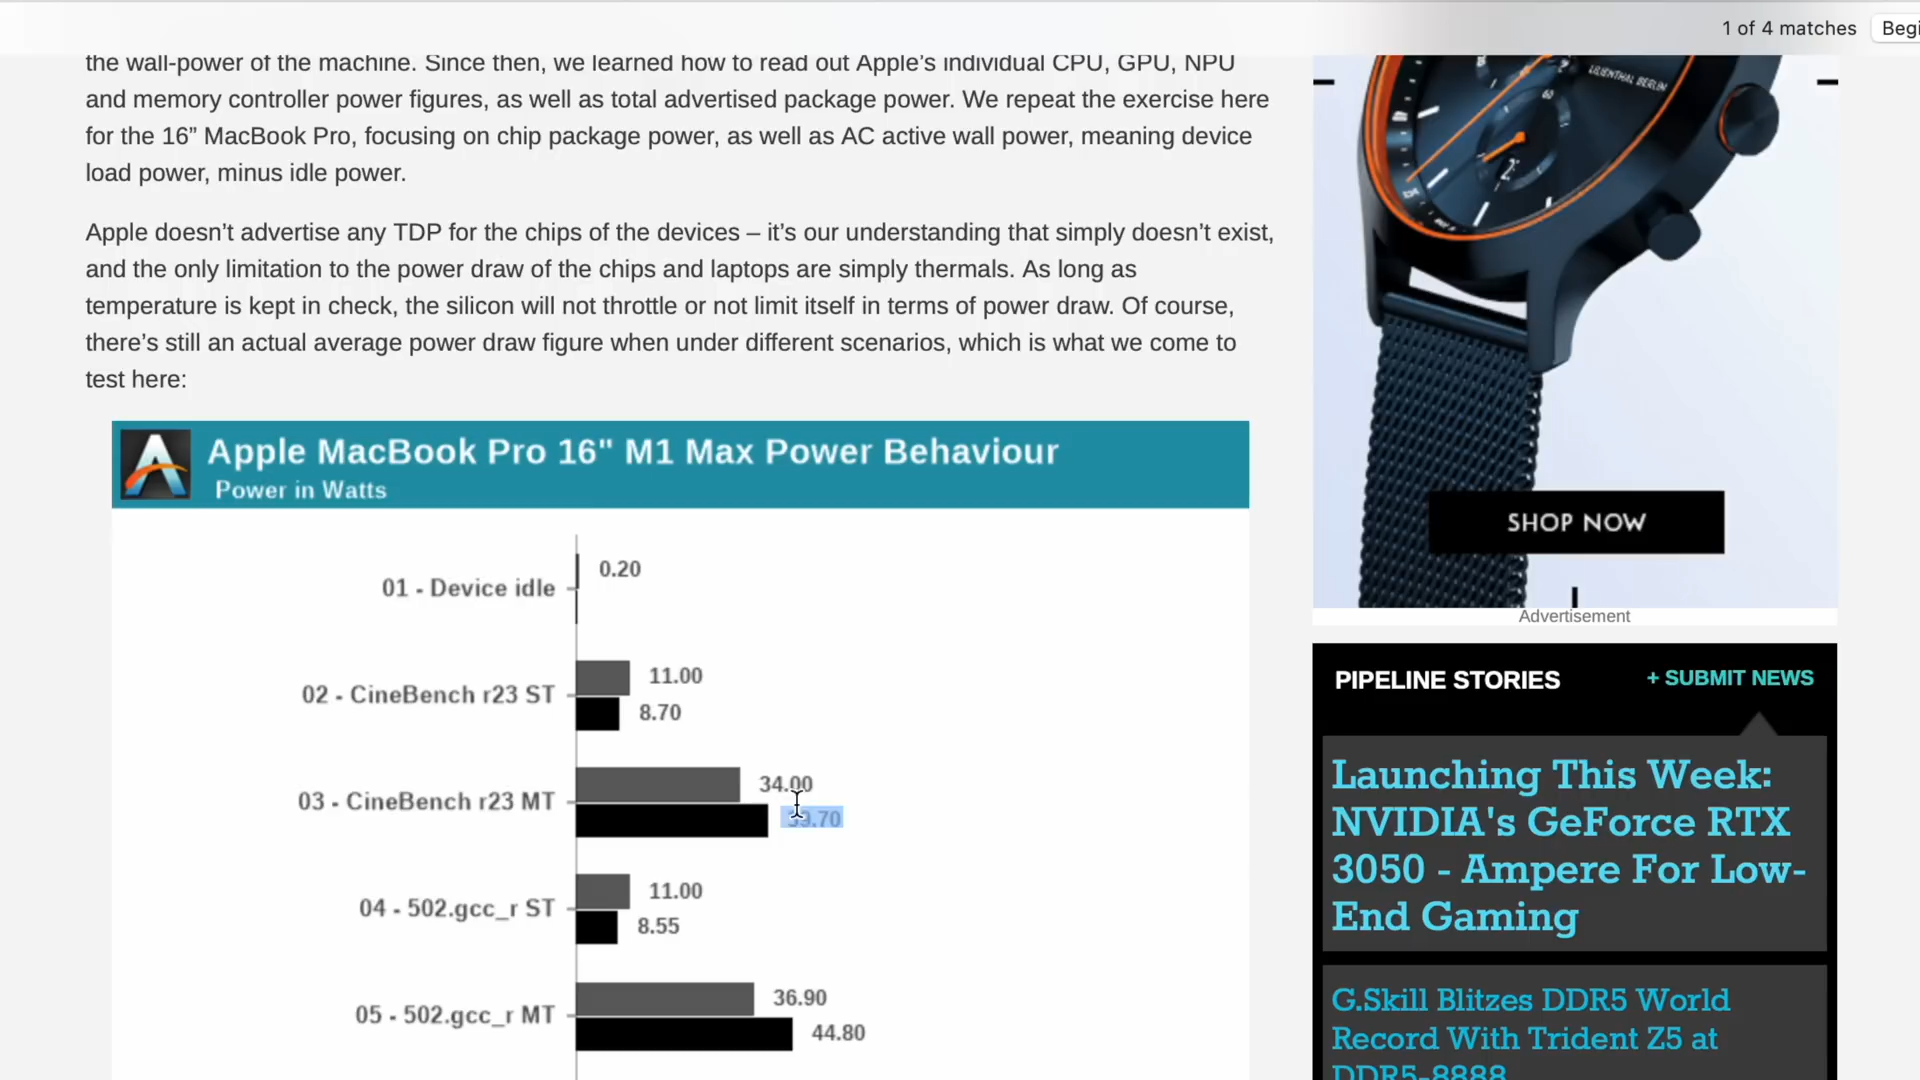 1 of 4 matches
Begi
the wall-power of the machine. Since then, we learned how to read out Apple’s individual CPU, GPU, NPU
and memory controller power figures, as well as total advertised package power. We repeat the exercise here
for the 16” MacBook Pro, focusing on chip package power, as well as AC active wall power, meaning device
load power, minus idle power.
Apple doesn’t advertise any TDP for the chips of the devices – it’s our understanding that simply doesn’t exist,
and the only limitation to the power draw of the chips and laptops are simply thermals. As long as
temperature is kept in check, the silicon will not throttle or not limit itself in terms of power draw. Of course,
there’s still an actual average power draw figure when under different scenarios, which is what we come to
test here:
Apple MacBook Pro 16" M1 Max Power Behaviour
Power in Watts
01 - Device idle
0.20
02 - CineBench r23 ST
11.00
8.70
03 - CineBench r23 MT
34.00
39.70
04 - 502.gcc_r ST
11.00
8.55
05 - 502.gcc_r MT
36.90
44.80
LILIENTHAL BERLIN
60
SHOP NOW
Advertisement
PIPELINE STORIES
+ SUBMIT NEWS
Launching This Week:
NVIDIA's GeForce RTX
3050 - Ampere For Low-
End Gaming
G.Skill Blitzes DDR5 World
Record With Trident Z5 at
DDR5-8888